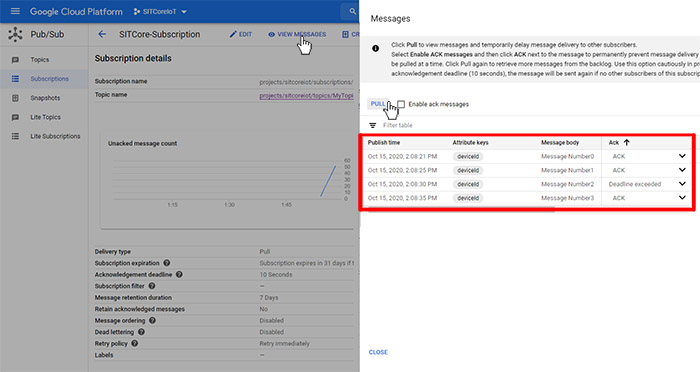 Google Cloud Platform
SITCoreIoT
Pub/Sub
Topics
Subscriptions
Snapshots
Lite Topics
Lite Subscriptions
SITCore-Subscription
EDIT
VIEW MESSAGES
Subscription details
Subscription name
projects/sitcoreiot/subscriptions/
Topic name
projects/sitcoreiot/topics/MyTopi
Unacked message count
60
50
40
30
20
10
0
1:15
1:30
1:45
Delivery type Pull
Subscription expiration Subscription expires in 31 days if t
Acknowledgement deadline 10 Seconds
Subscription filter —
Message retention duration 7 Days
Retain acknowledged messages No
Message ordering Disabled
Dead lettering Disabled
Retry policy Retry immediately
Labels —
Messages
Click Pull to view messages and temporarily delay message delivery to other subscribers.
Select Enable ACK messages and then click ACK next to the message to permanently prevent message delivery
be pulled at a time. Click Pull again to retrieve more messages from the backlog. Use this option cautiously in pro
acknowledgement deadline (10 seconds), the message will be sent again if no other subscribers of this subsc
PULL
Enable ack messages
Filter table
Publish time Attribute keys Message body Ack
Oct 15, 2020, 2:08:21 PM deviceId Message Number0 ACK
Oct 15, 2020, 2:08:25 PM deviceId Message Number1 ACK
Oct 15, 2020, 2:08:30 PM deviceId Message Number2 Deadline exceeded
Oct 15, 2020, 2:08:35 PM deviceId Message Number3 ACK
CLOSE